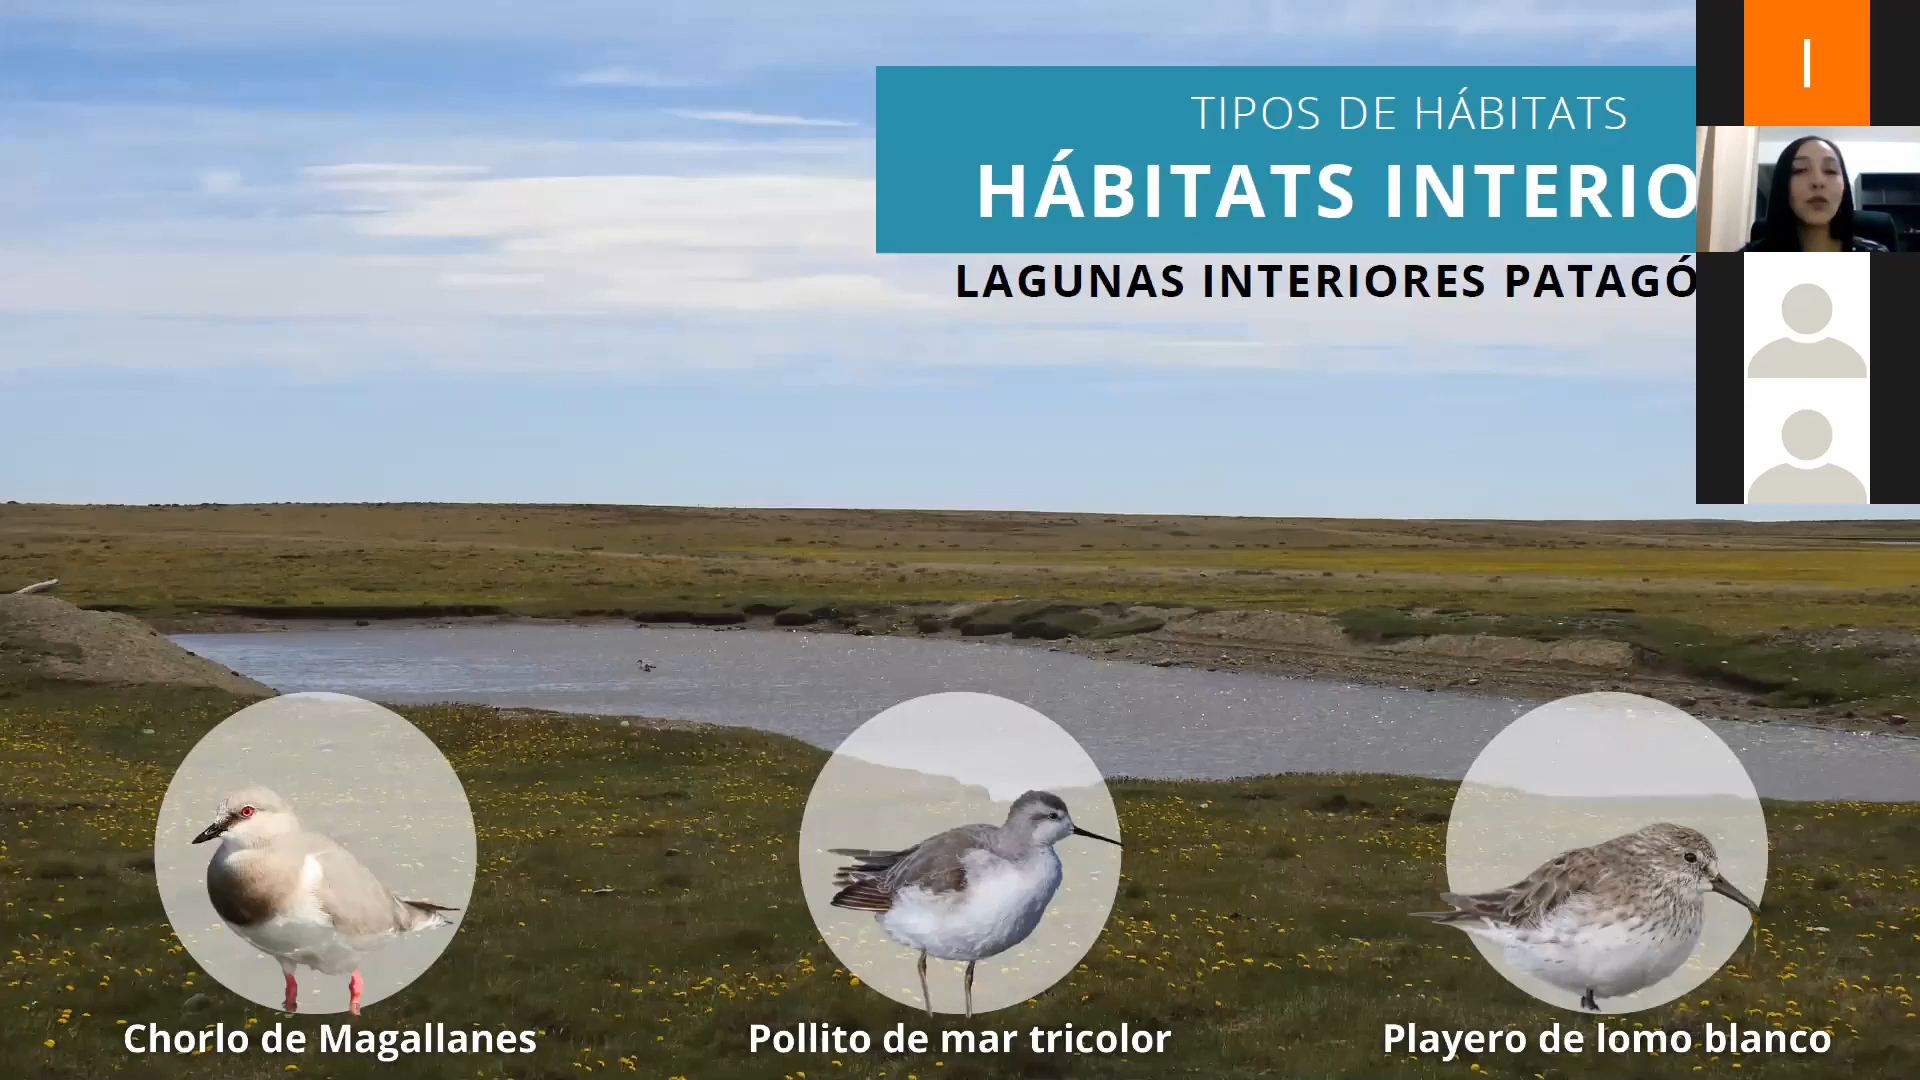 TIPOS DE HÁBITATS
HÁBITATS INTERIO
LAGUNAS INTERIORES PATAGÓ
I
Chorlo de Magallanes
Pollito de mar tricolor
Playero de lomo blanco